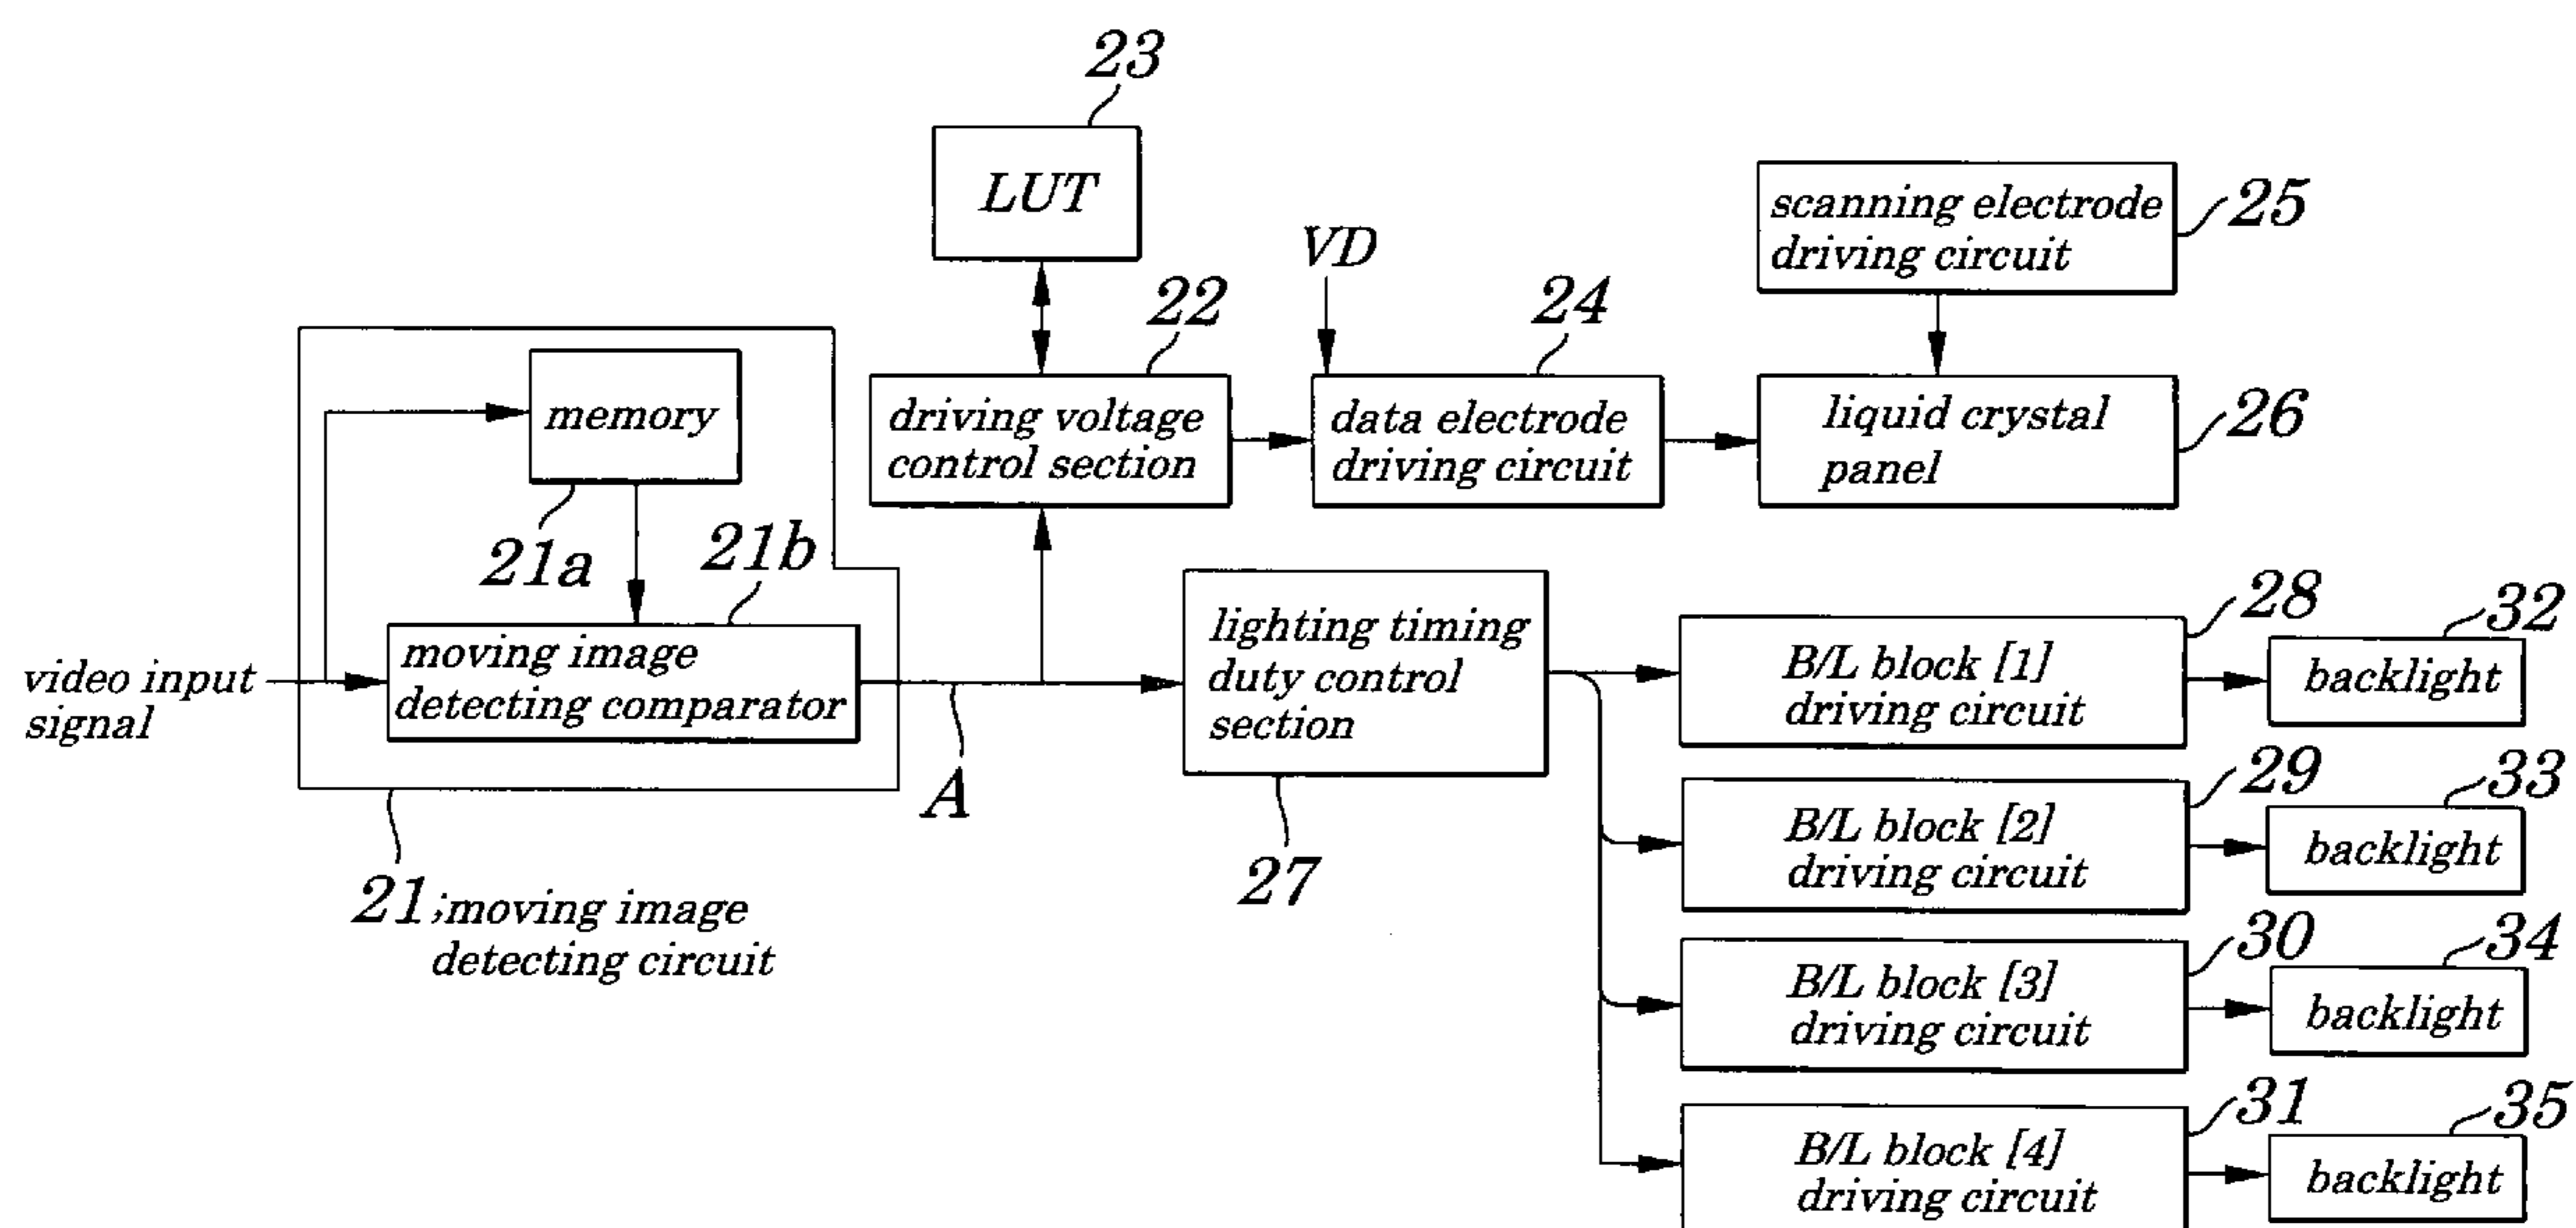 23
LUT
scanning electrode
driving circuit
25
VD
22
24
driving voltage
control section
data electrode
driving circuit
liquid crystal
panel
26
memory
21a
21b
video input
signal
moving image
detecting comparator
A
lighting timing
duty control
section
27
21;moving image
detecting circuit
B/L block [1]
driving circuit
28
backlight
32
B/L block [2]
driving circuit
29
backlight
33
B/L block [3]
driving circuit
30
backlight
34
B/L block [4]
driving circuit
31
backlight
35